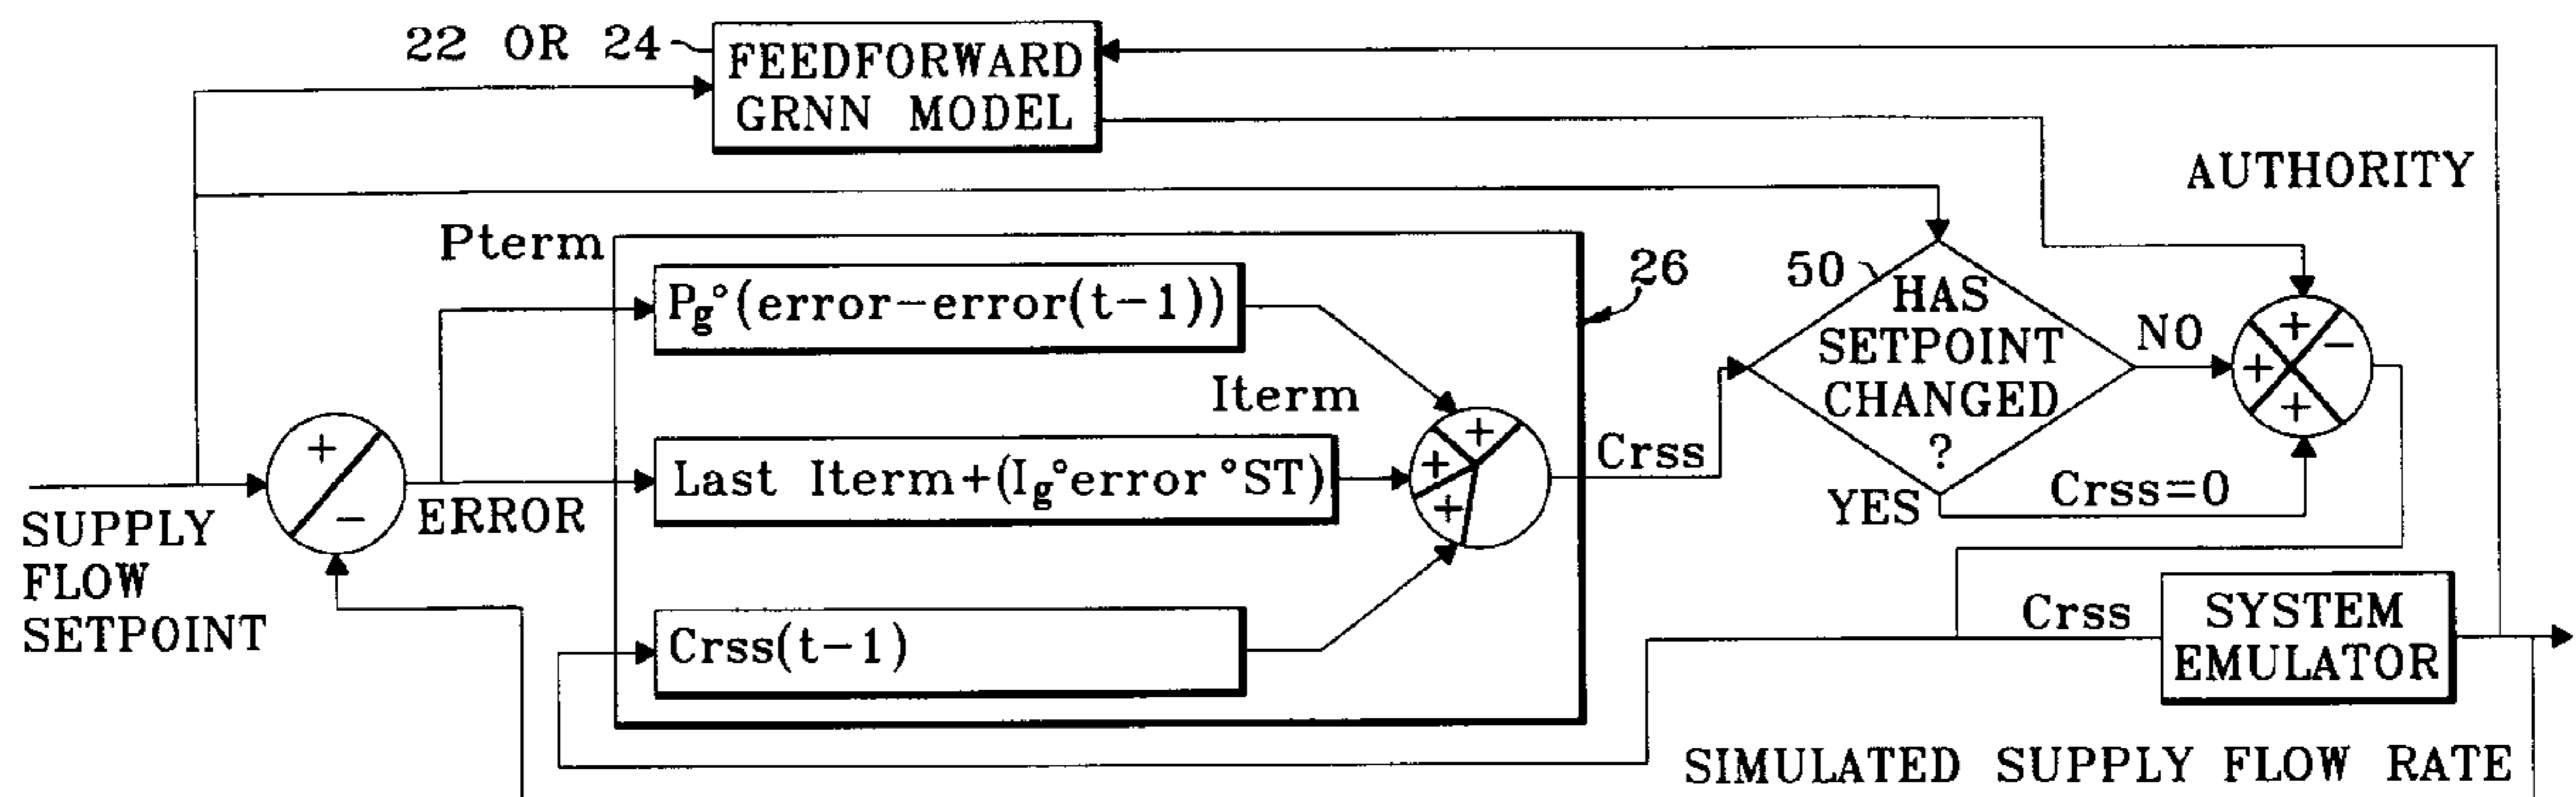 22 OR 24
FEEDFORWARD
GRNN MODEL
AUTHORITY
Pterm
26
50
P_g°(error-error(t-1))
HAS
SETPOINT
CHANGED
?
NO
+
+
-
+
Iterm
+
-
ERROR
Last Iterm+(I_g°error °ST)
+
+
+
Crss
YES
Crss=0
SUPPLY
FLOW
SETPOINT
Crss(t-1)
Crss
SYSTEM
EMULATOR
SIMULATED SUPPLY FLOW RATE